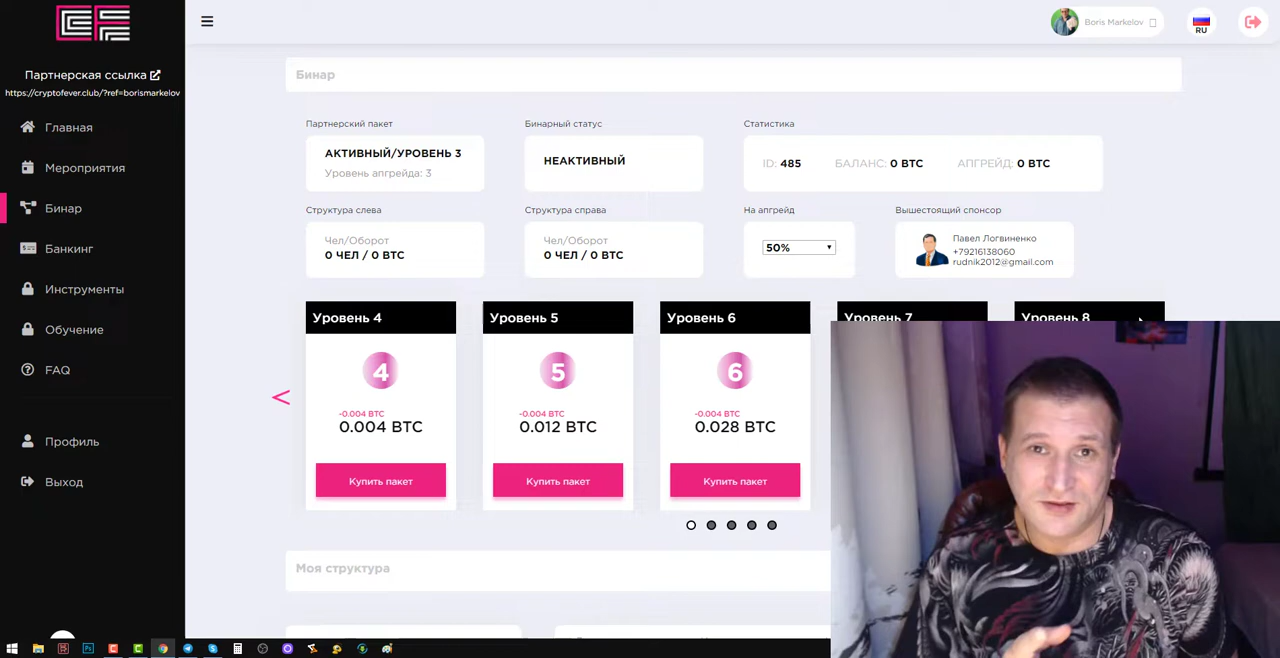 CF
Партнерская ссылка
https://cryptofever.club/?ref=borismarkelov
Главная
Мероприятия
Бинар
Банкинг
Инструменты
Обучение
FAQ
Профиль
Выход
Boris Markelov
RU
Бинар
Партнерский пакет
АКТИВНЫЙ/УРОВЕНЬ 3
Уровень апгрейда: 3
Бинарный статус
НЕАКТИВНЫЙ
Статистика
ID: 485 БАЛАНС: 0 BTC АПГРЕЙД: 0 BTC
Структура слева
Чел/Оборот
0 ЧЕЛ / 0 BTC
Структура справа
Чел/Оборот
0 ЧЕЛ / 0 BTC
На апгрейд
50%
Вышестоящий спонсор
Павел Логвиненко
+79216138060
rudnik2012@gmail.com
Уровень 4
4
-0.004 BTC
0.004 BTC
Купить пакет
Уровень 5
5
-0.004 BTC
0.012 BTC
Купить пакет
Уровень 6
6
-0.004 BTC
0.028 BTC
Купить пакет
Уровень 7
Уровень 8
<
Моя структура